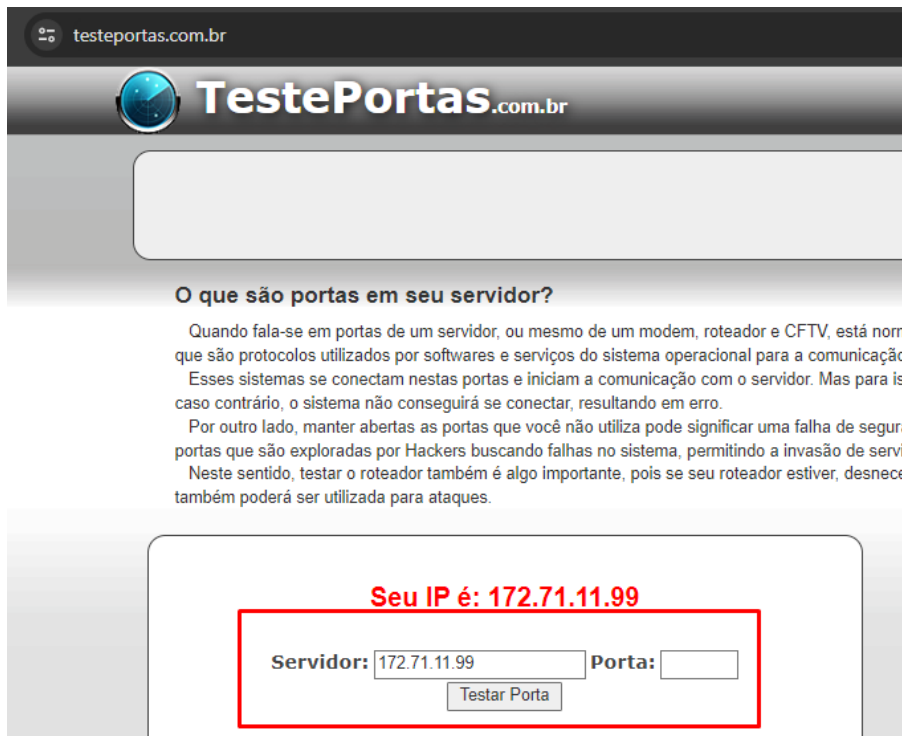 testeportas.com.br
TestePortas.com.br
O que são portas em seu servidor?
Quando fala-se em portas de um servidor, ou mesmo de um modem, roteador e CFTV, está
que são protocolos utilizados por softwares e serviços do sistema operacional para a comunicação
Esses sistemas se conectam nestas portas e iniciam a comunicação com o servidor. Mas para
caso contrário, o sistema não conseguirá se conectar, resultando em erro.
Por outro lado, manter abertas as portas que você não utiliza pode significar uma falha de
portas que são exploradas por Hackers buscando falhas no sistema, permitindo a invasão de
Neste sentido, testar o roteador também é algo importante, pois se seu roteador estiver,
também poderá ser utilizada para ataques.
Seu IP é: 172.71.11.99
Servidor: 172.71.11.99 Porta:
Testar Porta